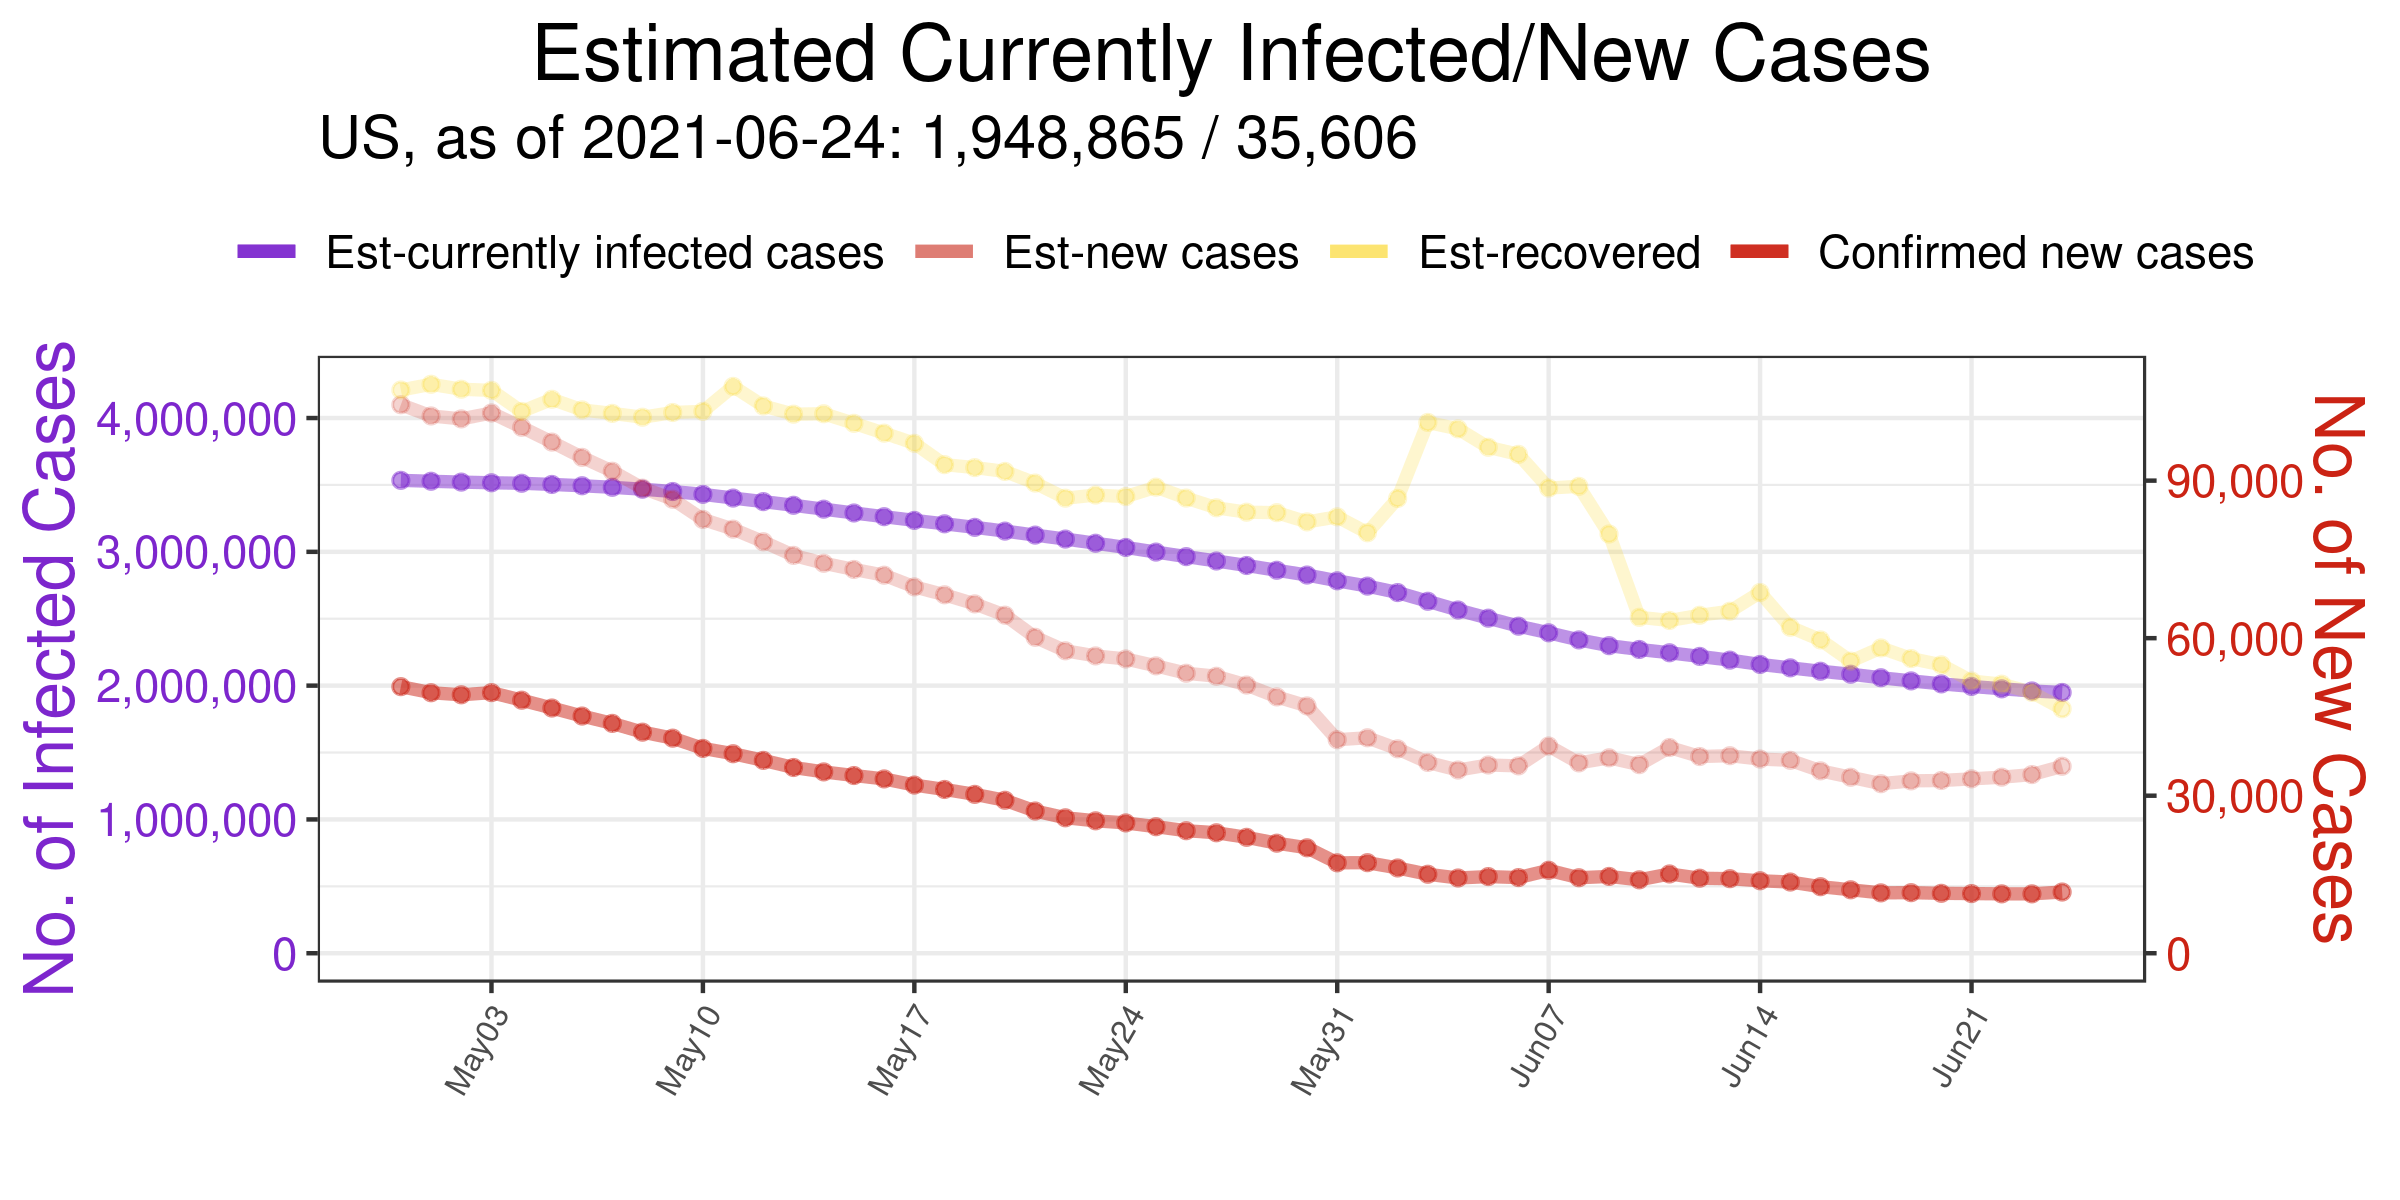 Estimated Currently Infected/New Cases
US, as of 2021-06-24: 1,948,865 / 35,606
Est-currently infected cases Est-new cases Est-recovered Confirmed new cases
No. of Infected Cases
4,000,000
3,000,000
2,000,000
1,000,000
0
90,000
60,000
30,000
0
No. of New Cases
May03 May10 May17 May24 May31 Jun07 Jun14 Jun21